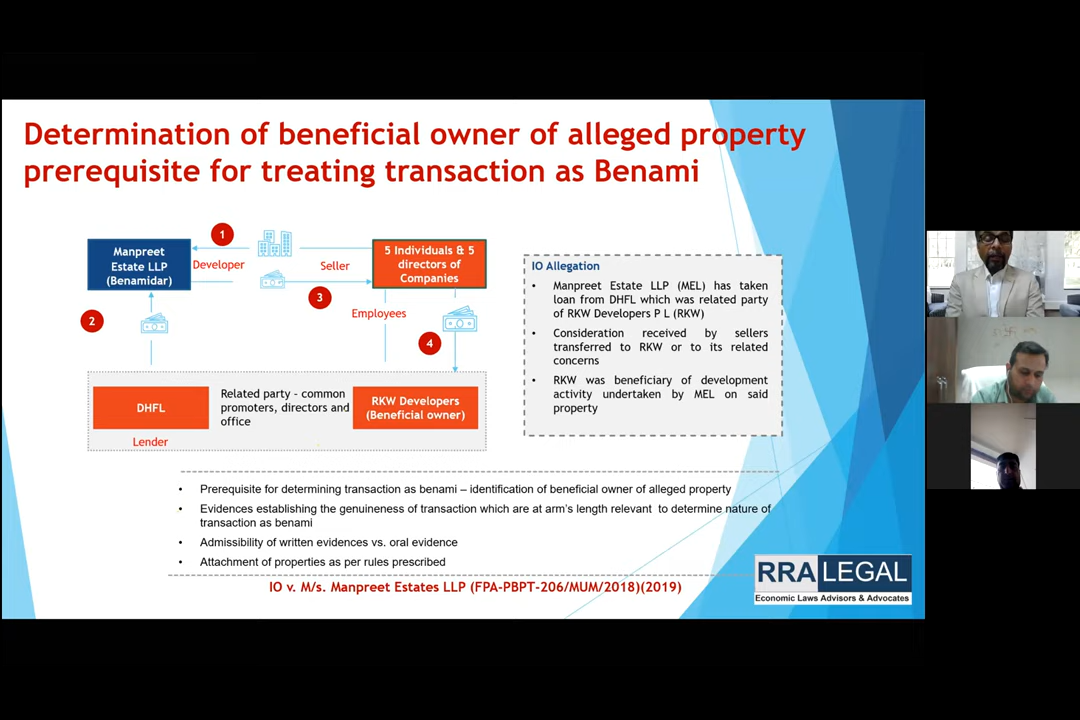 Determination of beneficial owner of alleged property
prerequisite for treating transaction as Benami
Manpreet
Estate LLP
(Benamidar)
1
Developer
Seller
5 Individuals & 5
directors of
Companies
2
3
Employees
4
DHFL
Lender
Related party – common
promoters, directors and
office
RKW Developers
(Beneficial owner)
IO Allegation
• Manpreet Estate LLP (MEL) has taken
loan from DHFL which was related party
of RKW Developers P L (RKW)
• Consideration received by sellers
transferred to RKW or to its related
concerns
• RKW was beneficiary of development
activity undertaken by MEL on said
property
• Prerequisite for determining transaction as benami – identification of beneficial owner of alleged property
• Evidences establishing the genuineness of transaction which are at arm's length relevant to determine nature of
transaction as benami
• Admissibility of written evidences vs. oral evidence
• Attachment of properties as per rules prescribed
IO v. M/s. Manpreet Estates LLP (FPA-PBPT-206/MUM/2018)(2019)
RRA LEGAL
Economic Laws Advisors & Advocates